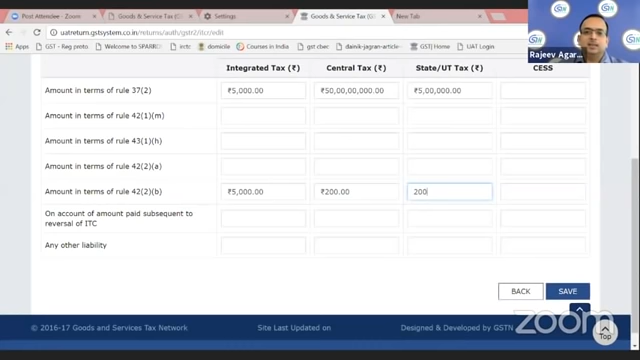 Post Attendee - Zoom
Goods & Service Tax (
Settings
Goods & Service Tax (GST
New Tab
uatreturn.gstsystem.co.in/returns/auth/gstr2/itcr/edit
Apps
Bookmarks
GST - Reg proto
Welcome to SPARR
irctc
domicile
Courses in India
gst cbec
dainik-jagran-article
GST| Home
UAT Login
GSTN
Rajeev Agar...
Integrated Tax (₹) Central Tax (₹) State/UT Tax (₹) CESS
Amount in terms of rule 37(2) ₹5,000.00 ₹50,00,00,000.00 ₹5,00,000.00
Amount in terms of rule 42(1)(m)
Amount in terms of rule 43(1)(h)
Amount in terms of rule 42(2)(a)
Amount in terms of rule 42(2)(b) ₹5,000.00 ₹200.00 200
On account of amount paid subsequent to
reversal of ITC
Any other liability
BACK SAVE
© 2016-17 Goods and Services Tax Network Site Last Updated on Designed & Developed by GSTN
Top
zoom